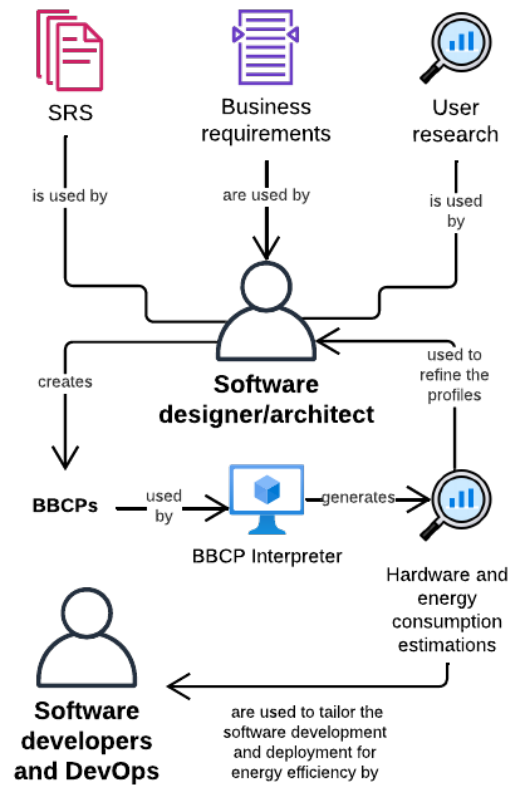 SRS
Business
requirements
User
research
is used by
are used by
is used
by
Software
designer/architect
creates
used to
refine the
profiles
BBCPs
used
by
BBCP Interpreter
generates
Hardware and
energy
consumption
estimations
Software
developers
and DevOps
are used to tailor the
software development
and deployment for
energy efficiency by